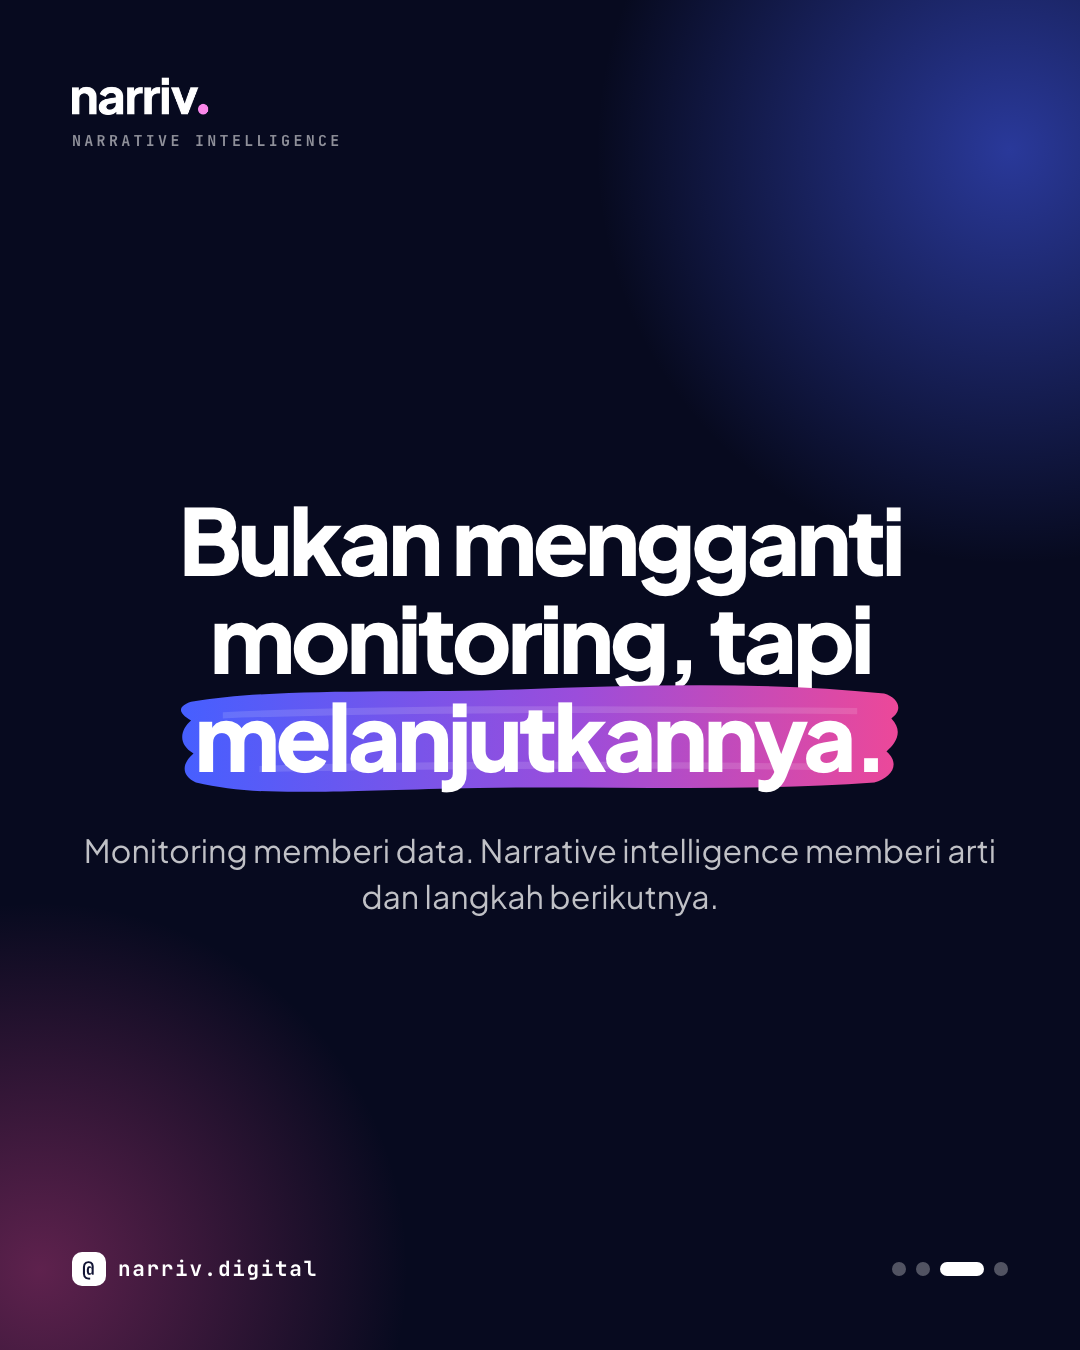 narriv.
NARRATIVE INTELLIGENCE
Bukan mengganti
monitoring, tapi
melanjutkannya.
Monitoring memberi data. Narrative intelligence memberi arti
dan langkah berikutnya.
@ narriv.digital